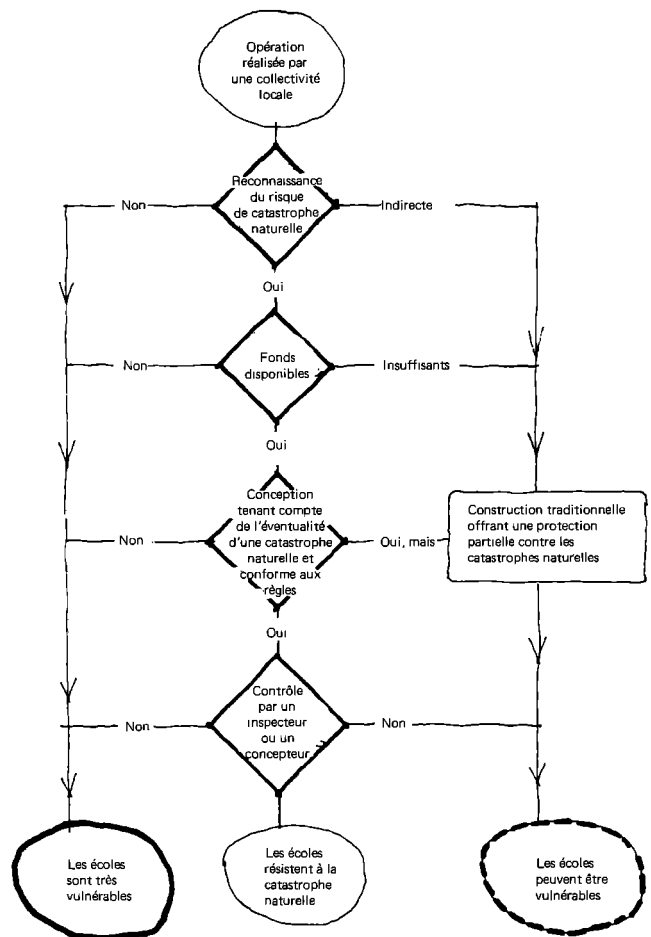 Opération
réalisée par
une collectivité
locale
Reconnaissance
du risque
de catastrophe
naturelle
Non
Indirecte
Oui
Fonds
disponibles
Non
Insuffisants
Oui
Conception
tenant compte
de l'éventualité
d'une catastrophe
naturelle et
conforme aux
règles
Non
Oui, mais
Construction traditionnelle
offrant une protection
partielle contre les
catastrophes naturelles
Oui
Contrôle
par un
inspecteur
ou un
concepteur
Non
Non
Les écoles
sont très
vulnérables
Les écoles
résistent à la
catastrophe
naturelle
Les écoles
peuvent être
vulnérables